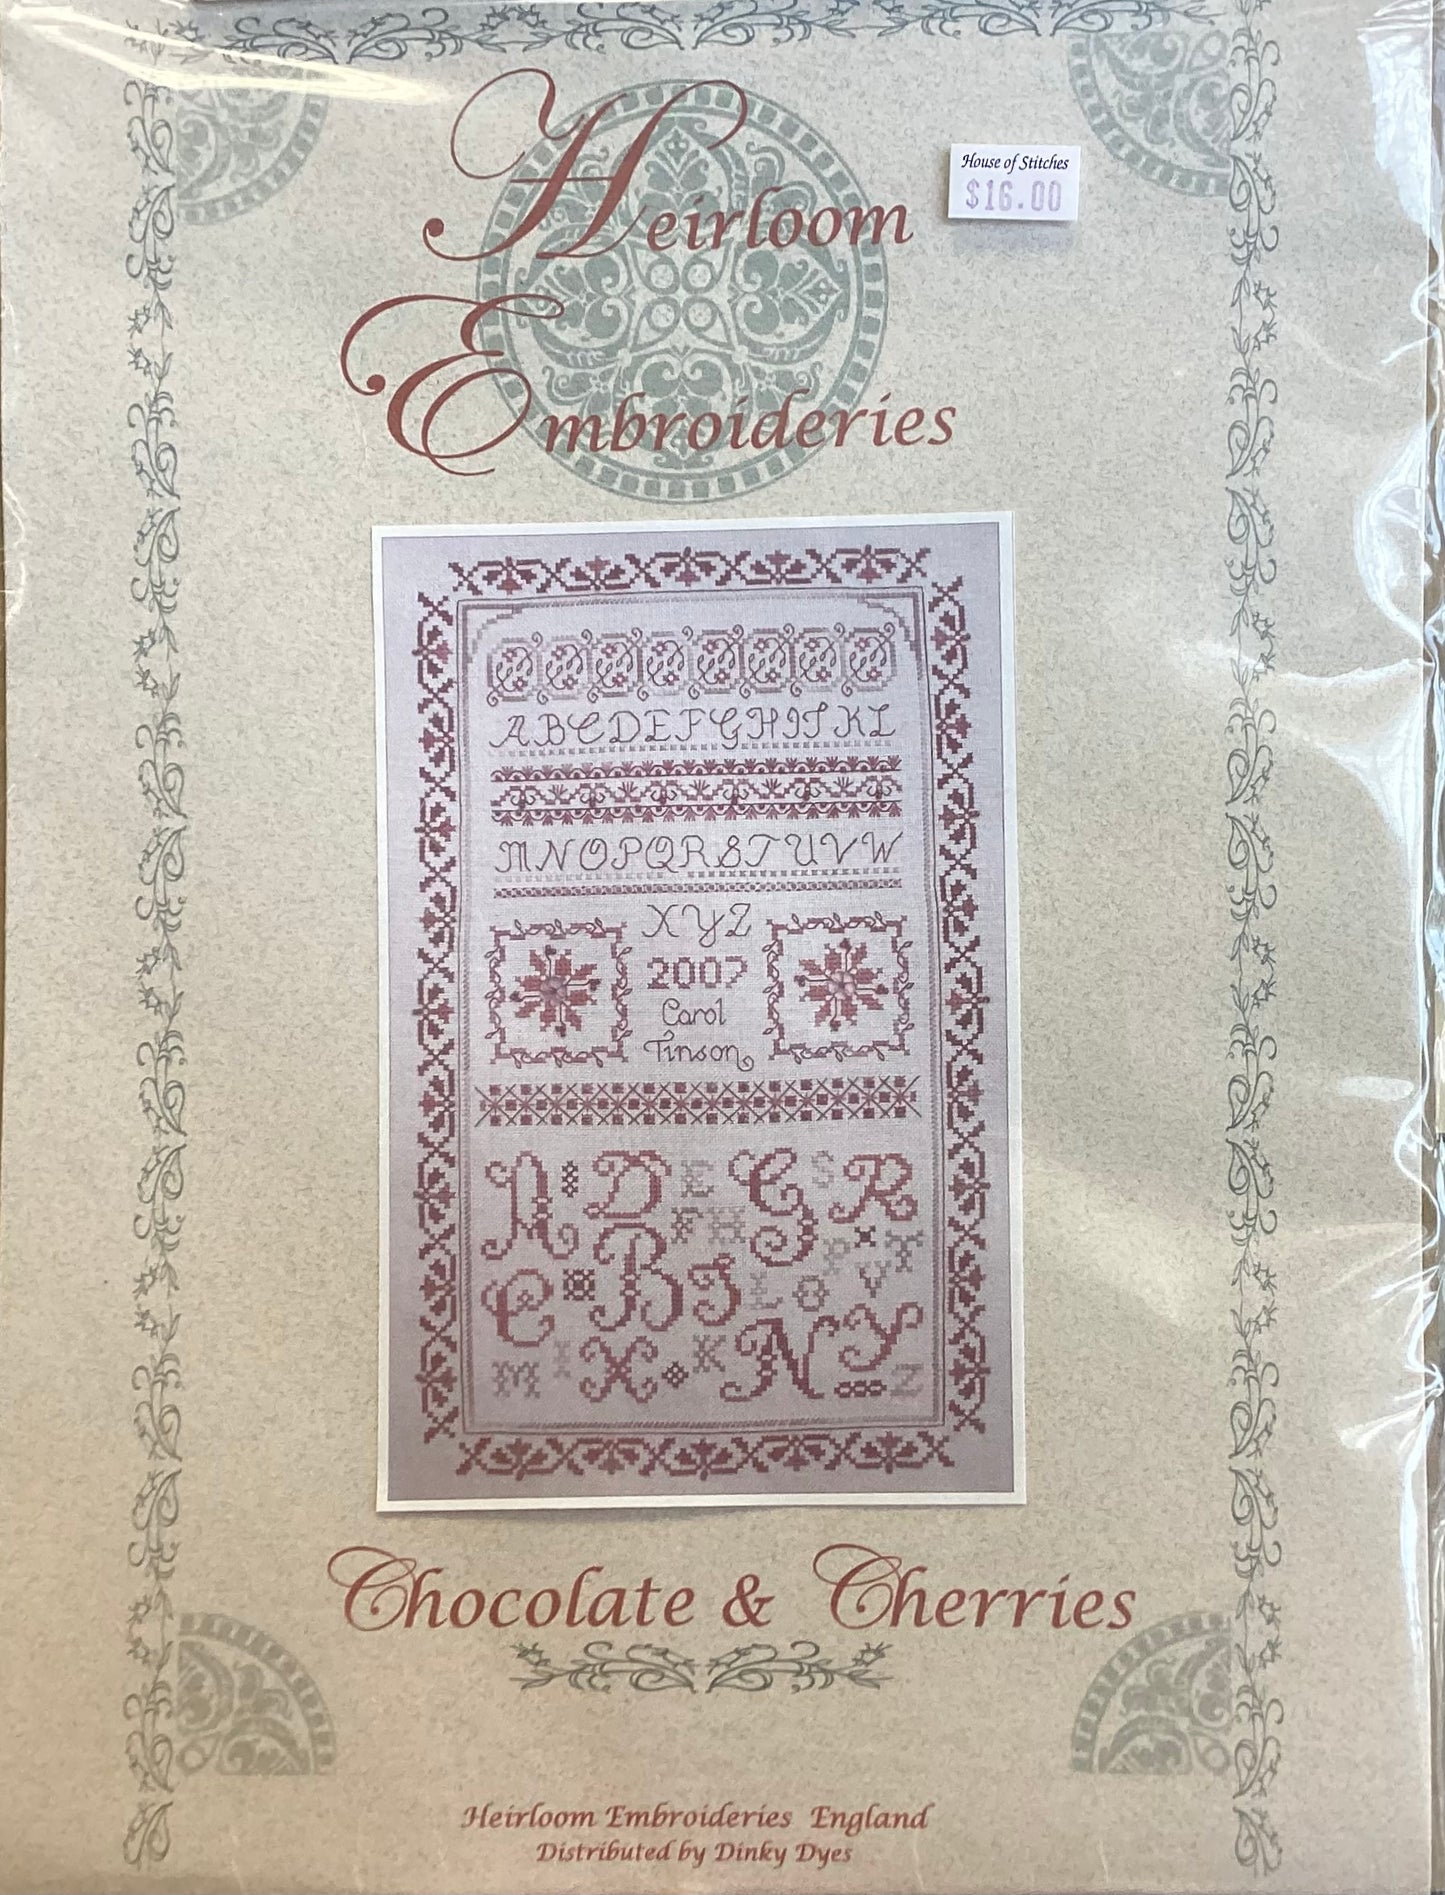 Heirloom
House of Stitches
$16.00
Embroideries
ABCDEFGHIJKL
MNOPQRSTUVW
XYZ
2007
Carol
Tinson
A D E G S R
F H
B P X T
C J L O V
M I X K N Y Z
Chocolate & Cherries
Heirloom Embroideries England
Distributed by Dinky Dyes